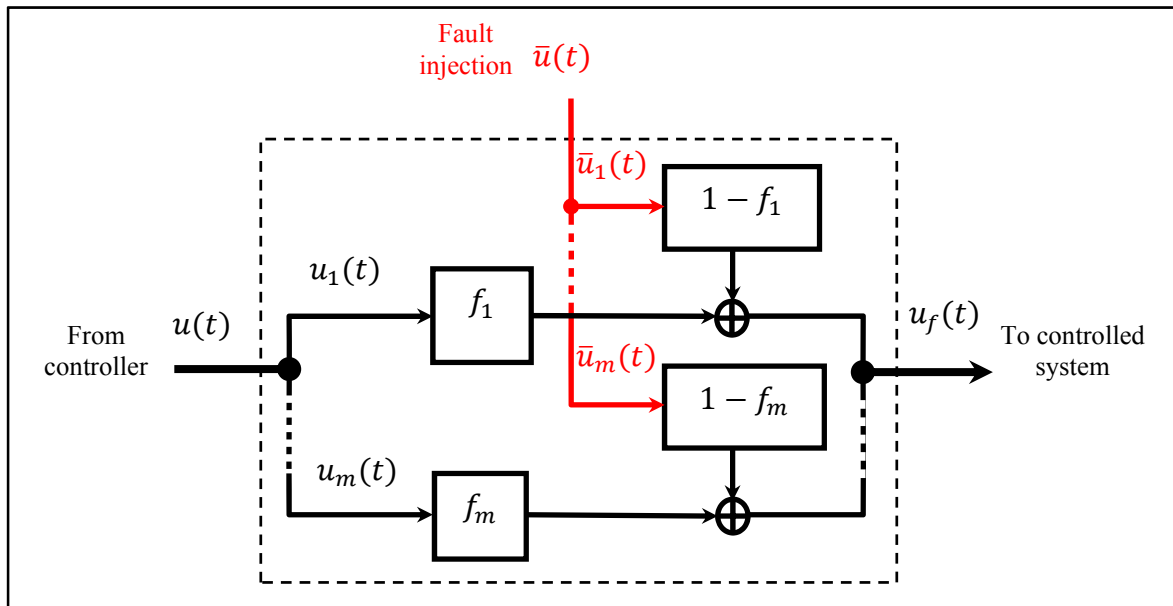 Fault
injection
ū(t)
ū₁(t)
1 − f₁
u₁(t)
f₁
From
controller
u(t)
u_f(t)
To controlled
system
ū_m(t)
1 − f_m
u_m(t)
f_m